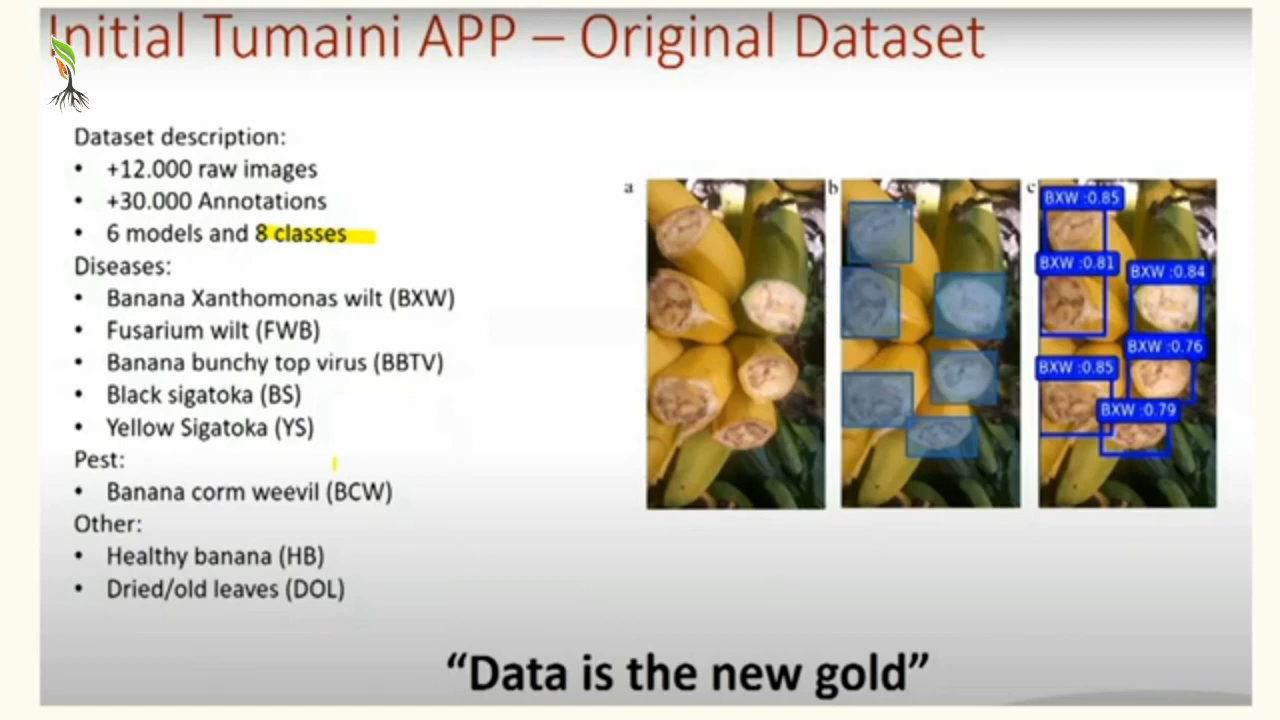 Initial Tumaini APP – Original Dataset
Dataset description:
• +12.000 raw images
• +30.000 Annotations
• 6 models and 8 classes
Diseases:
• Banana Xanthomonas wilt (BXW)
• Fusarium wilt (FWB)
• Banana bunchy top virus (BBTV)
• Black sigatoka (BS)
• Yellow Sigatoka (YS)
Pest:
• Banana corm weevil (BCW)
Other:
• Healthy banana (HB)
• Dried/old leaves (DOL)
a
b
c
BXW :0.85
BXW :0.81
BXW :0.84
BXW :0.76
BXW :0.85
BXW :0.79
“Data is the new gold”